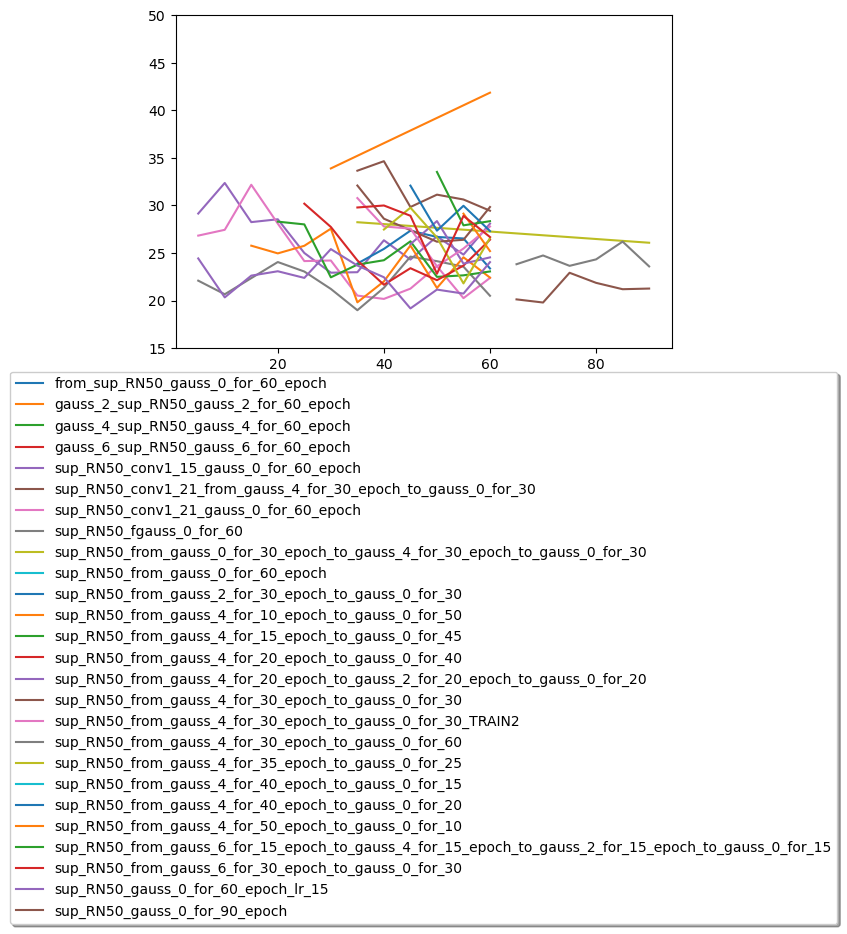 50
45
40
35
30
25
20
15
20 40 60 80
from_sup_RN50_gauss_0_for_60_epoch
gauss_2_sup_RN50_gauss_2_for_60_epoch
gauss_4_sup_RN50_gauss_4_for_60_epoch
gauss_6_sup_RN50_gauss_6_for_60_epoch
sup_RN50_conv1_15_gauss_0_for_60_epoch
sup_RN50_conv1_21_from_gauss_4_for_30_epoch_to_gauss_0_for_30
sup_RN50_conv1_21_gauss_0_for_60_epoch
sup_RN50_fgauss_0_for_60
sup_RN50_from_gauss_0_for_30_epoch_to_gauss_4_for_30_epoch_to_gauss_0_for_30
sup_RN50_from_gauss_0_for_60_epoch
sup_RN50_from_gauss_2_for_30_epoch_to_gauss_0_for_30
sup_RN50_from_gauss_4_for_10_epoch_to_gauss_0_for_50
sup_RN50_from_gauss_4_for_15_epoch_to_gauss_0_for_45
sup_RN50_from_gauss_4_for_20_epoch_to_gauss_0_for_40
sup_RN50_from_gauss_4_for_20_epoch_to_gauss_2_for_20_epoch_to_gauss_0_for_20
sup_RN50_from_gauss_4_for_30_epoch_to_gauss_0_for_30
sup_RN50_from_gauss_4_for_30_epoch_to_gauss_0_for_30_TRAIN2
sup_RN50_from_gauss_4_for_30_epoch_to_gauss_0_for_60
sup_RN50_from_gauss_4_for_35_epoch_to_gauss_0_for_25
sup_RN50_from_gauss_4_for_40_epoch_to_gauss_0_for_15
sup_RN50_from_gauss_4_for_40_epoch_to_gauss_0_for_20
sup_RN50_from_gauss_4_for_50_epoch_to_gauss_0_for_10
sup_RN50_from_gauss_6_for_15_epoch_to_gauss_4_for_15_epoch_to_gauss_2_for_15_epoch_to_gauss_0_for_15
sup_RN50_from_gauss_6_for_30_epoch_to_gauss_0_for_30
sup_RN50_gauss_0_for_60_epoch_lr_15
sup_RN50_gauss_0_for_90_epoch